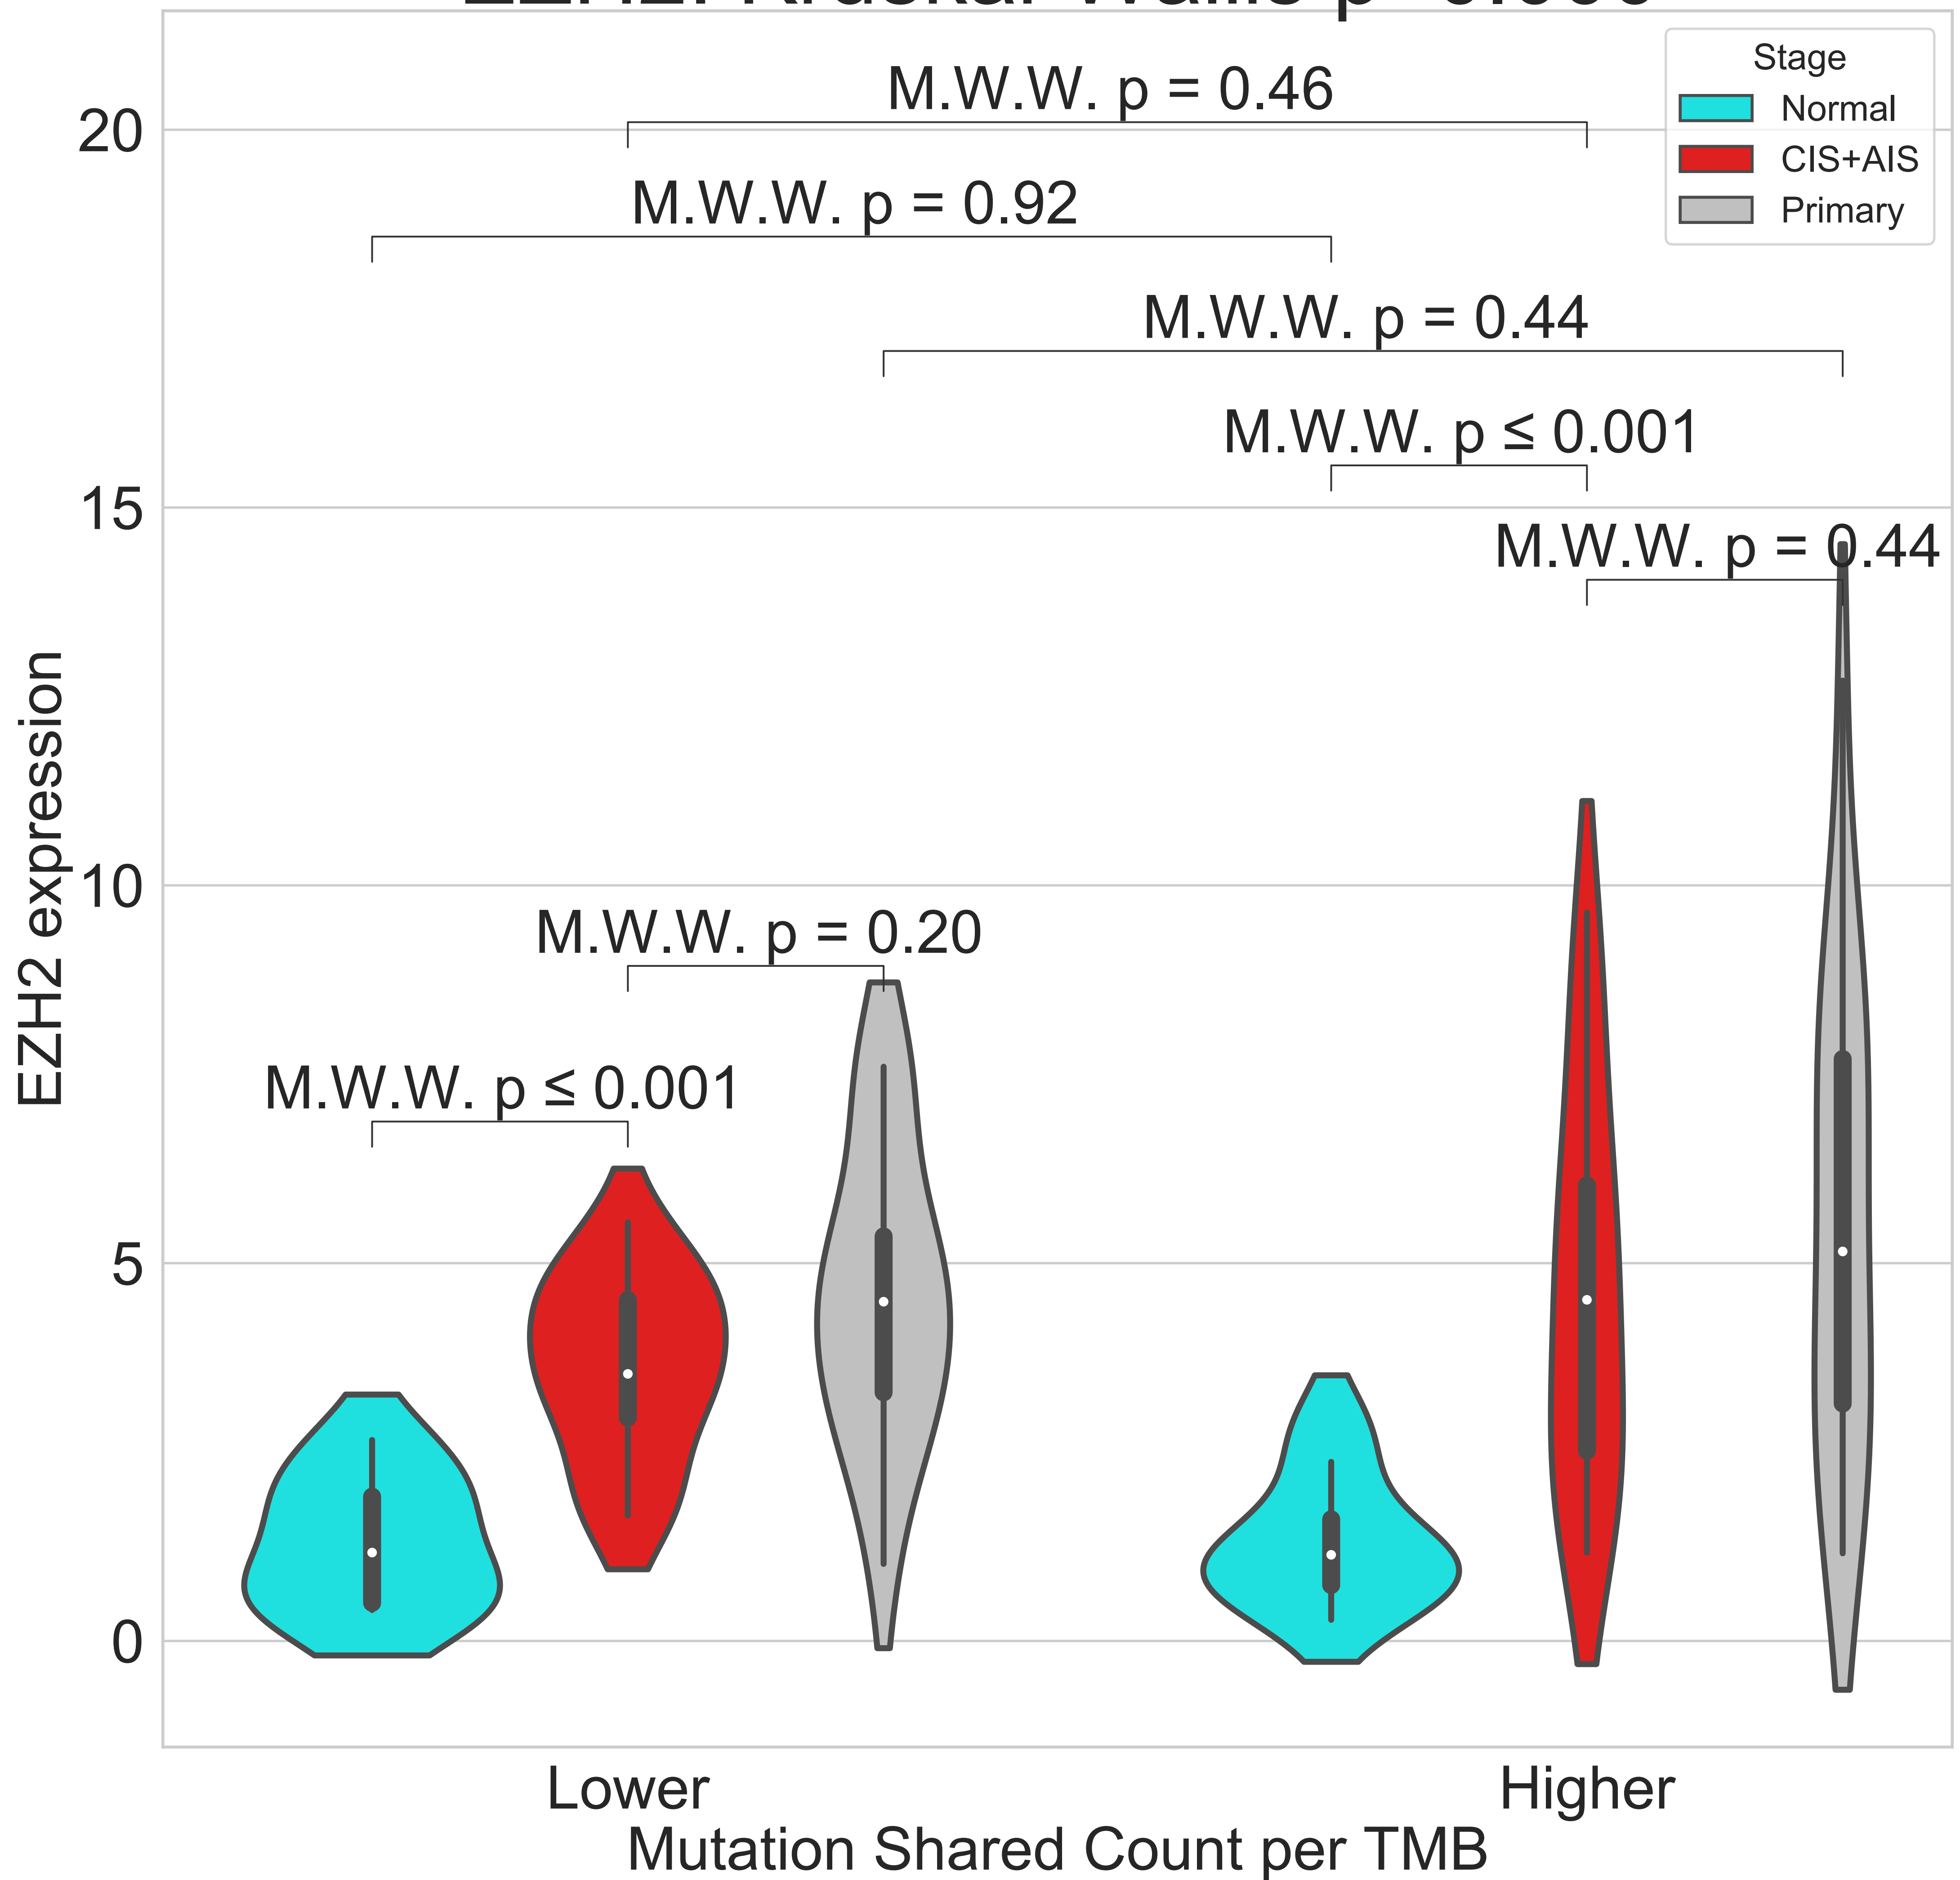 Stage
Normal
CIS+AIS
Primary
M.W.W. p = 0.46
M.W.W. p = 0.92
M.W.W. p = 0.44
M.W.W. p ≤ 0.001
M.W.W. p = 0.44
M.W.W. p = 0.20
M.W.W. p ≤ 0.001
20
15
10
5
0
EZH2 expression
Lower
Higher
Mutation Shared Count per TMB